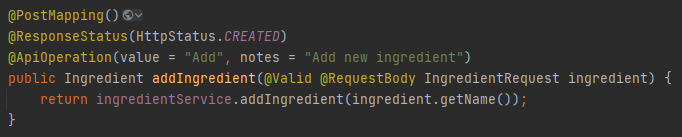 @PostMapping()
@ResponseStatus(HttpStatus.CREATED)
@ApiOperation(value = "Add", notes = "Add new ingredient")
public Ingredient addIngredient(@Valid @RequestBody IngredientRequest ingredient) {
    return ingredientService.addIngredient(ingredient.getName());
}